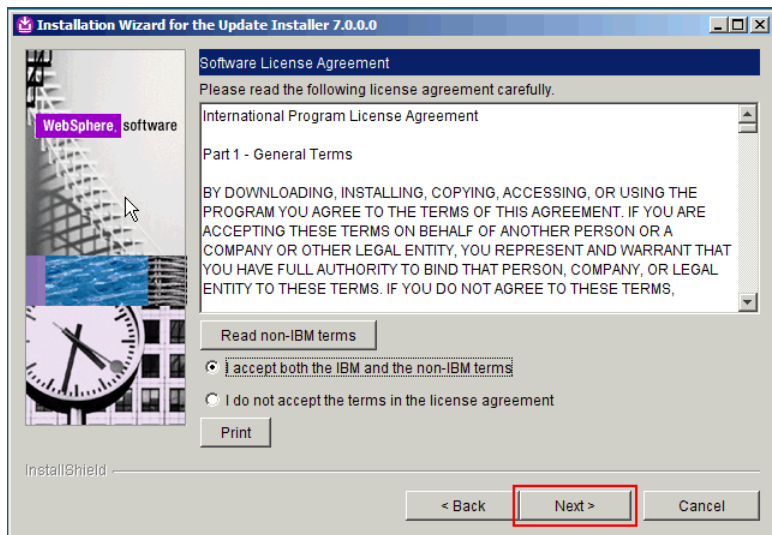 Installation Wizard for the Update Installer 7.0.0.0
WebSphere. software
Software License Agreement
Please read the following license agreement carefully.
International Program License Agreement
Part 1 - General Terms
BY DOWNLOADING, INSTALLING, COPYING, ACCESSING, OR USING THE
PROGRAM YOU AGREE TO THE TERMS OF THIS AGREEMENT. IF YOU ARE
ACCEPTING THESE TERMS ON BEHALF OF ANOTHER PERSON OR A
COMPANY OR OTHER LEGAL ENTITY, YOU REPRESENT AND WARRANT THAT
YOU HAVE FULL AUTHORITY TO BIND THAT PERSON, COMPANY, OR LEGAL
ENTITY TO THESE TERMS. IF YOU DO NOT AGREE TO THESE TERMS,
Read non-IBM terms
I accept both the IBM and the non-IBM terms
I do not accept the terms in the license agreement
Print
InstallShield
< Back
Next >
Cancel